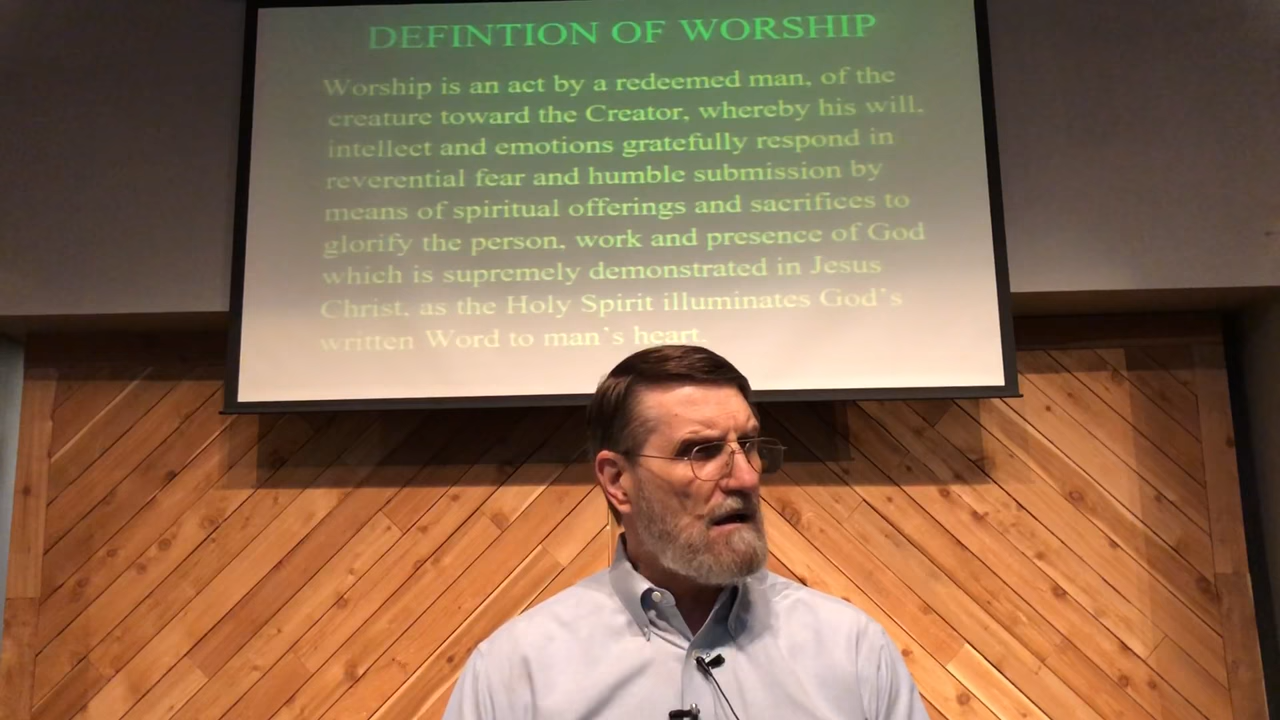 DEFINTION OF WORSHIP
Worship is an act by a redeemed man, of the
creature toward the Creator, whereby his will,
intellect and emotions gratefully respond in
reverential fear and humble submission by
means of spiritual offerings and sacrifices to
glorify the person, work and presence of God
which is supremely demonstrated in Jesus
Christ, as the Holy Spirit illuminates God's
written Word to man's heart.